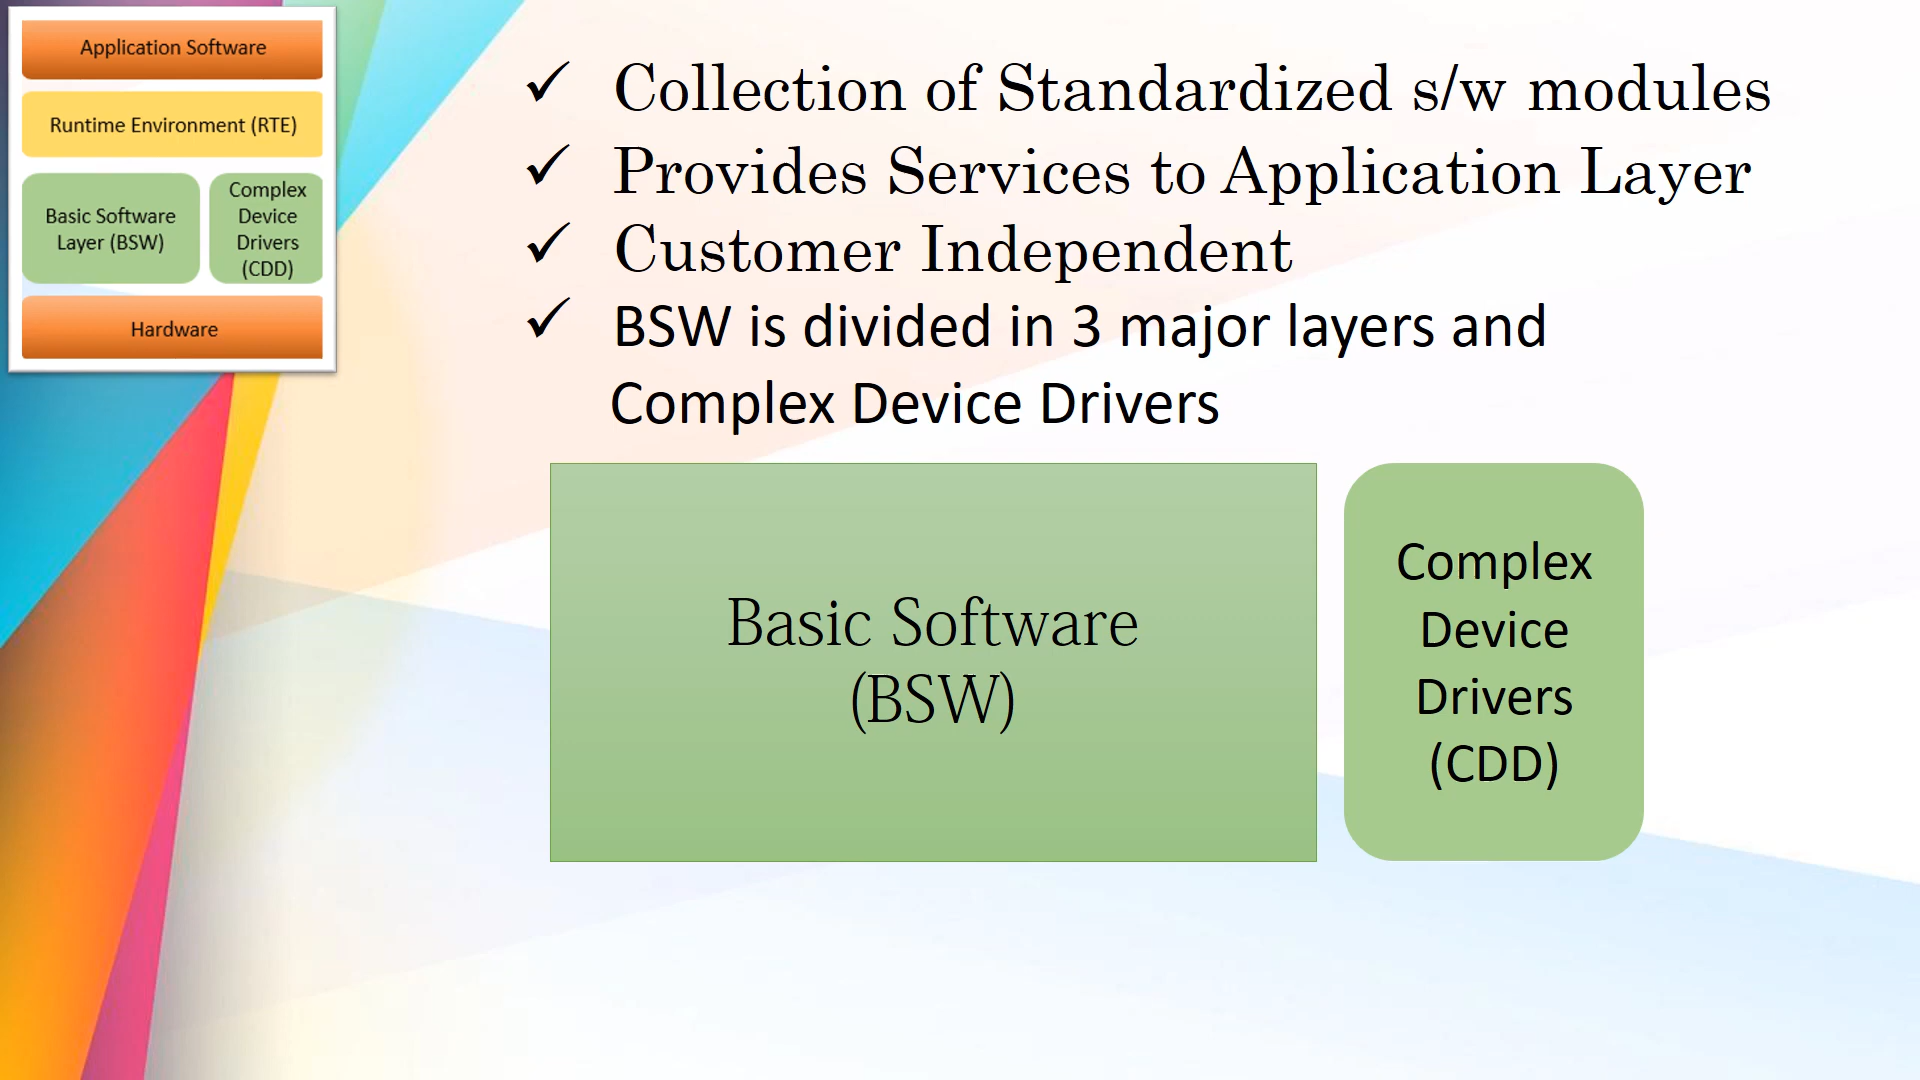 Application Software
Runtime Environment (RTE)
Basic Software
Layer (BSW)
Complex
Device
Drivers
(CDD)
Hardware
✓ Collection of Standardized s/w modules
✓ Provides Services to Application Layer
✓ Customer Independent
✓ BSW is divided in 3 major layers and
Complex Device Drivers
Basic Software
(BSW)
Complex
Device
Drivers
(CDD)